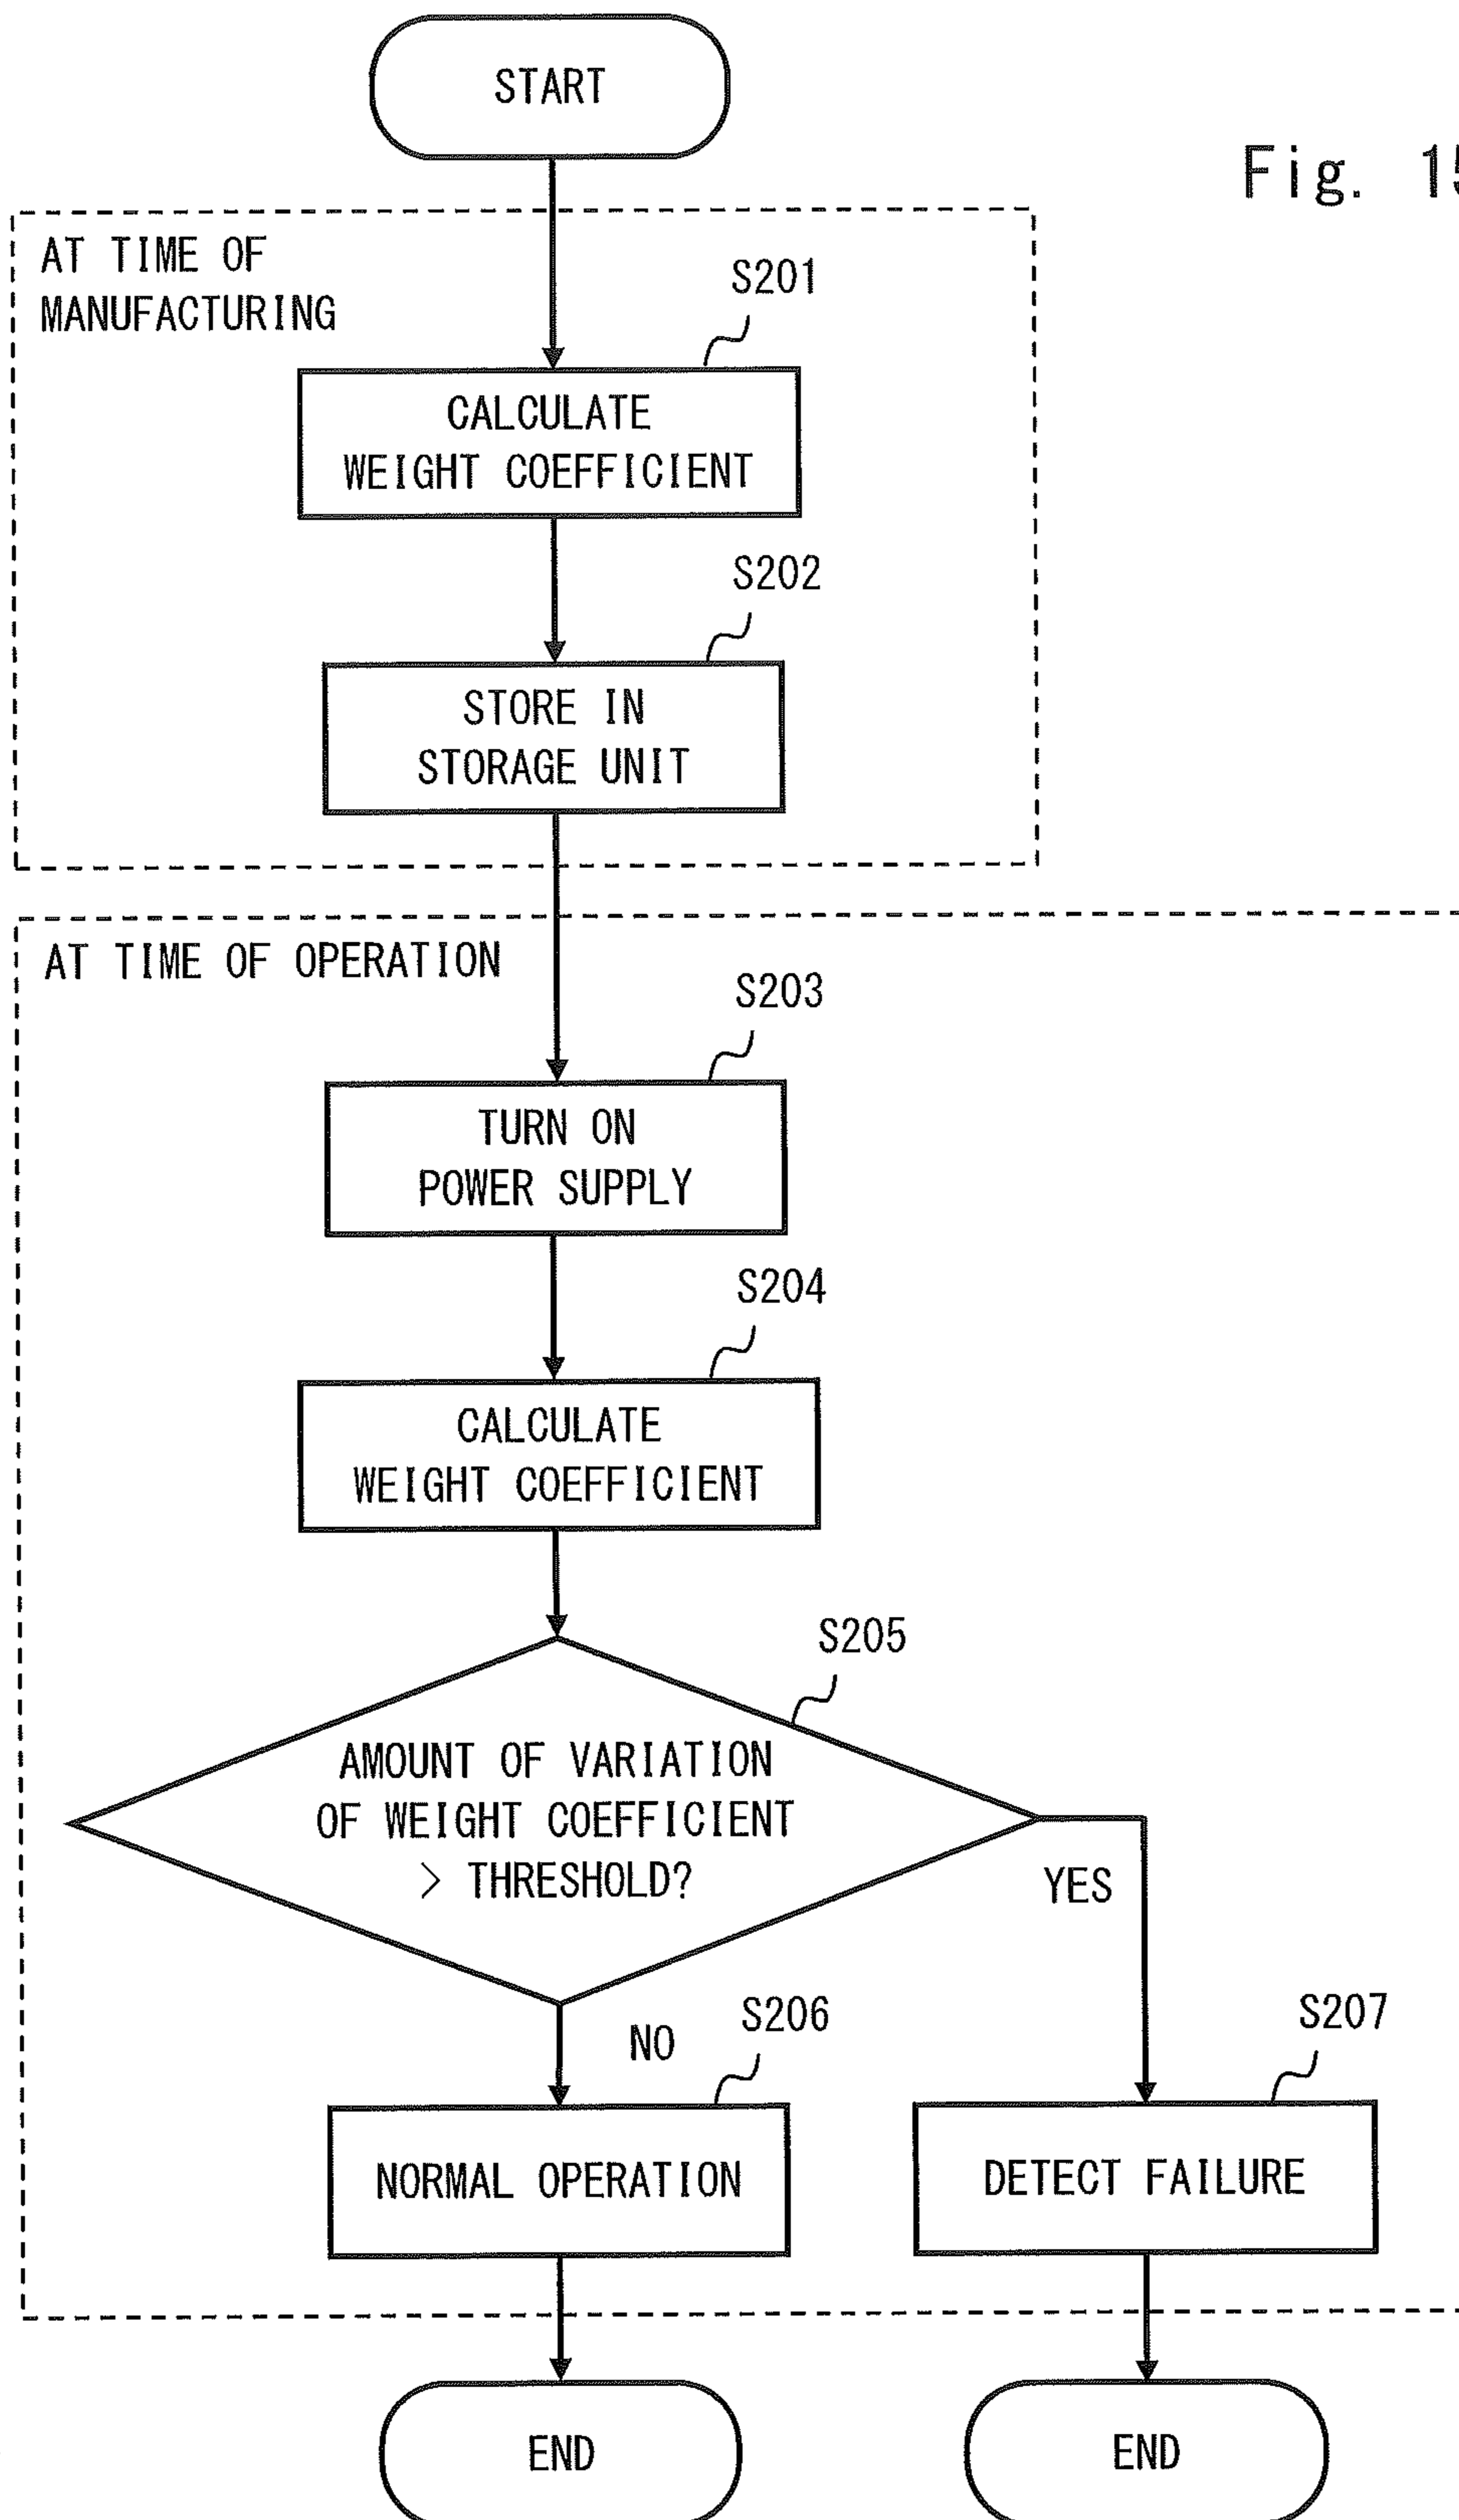 START
Fig. 15
AT TIME OF
MANUFACTURING
S201
CALCULATE
WEIGHT COEFFICIENT
S202
STORE IN
STORAGE UNIT
AT TIME OF OPERATION
S203
TURN ON
POWER SUPPLY
S204
CALCULATE
WEIGHT COEFFICIENT
S205
AMOUNT OF VARIATION
OF WEIGHT COEFFICIENT
> THRESHOLD?
YES
NO
S206
S207
NORMAL OPERATION
DETECT FAILURE
END
END